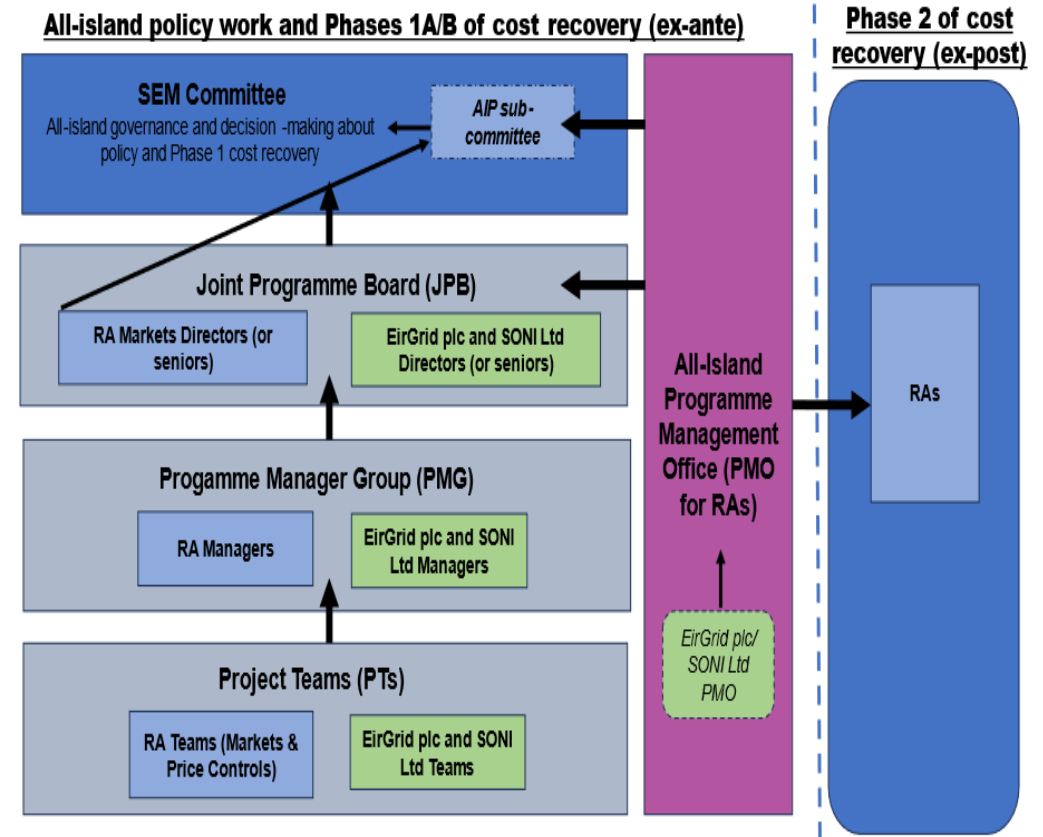 All-island policy work and Phases 1A/B of cost recovery (ex-ante)
Phase 2 of cost
recovery (ex-post)
SEM Committee
All-island governance and decision -making about
policy and Phase 1 cost recovery
AIP sub-
committee
Joint Programme Board (JPB)
RA Markets Directors (or
seniors)
EirGrid plc and SONI Ltd
Directors (or seniors)
Progamme Manager Group (PMG)
RA Managers
EirGrid plc and SONI
Ltd Managers
Project Teams (PTs)
RA Teams (Markets &
Price Controls)
EirGrid plc and SONI
Ltd Teams
All-Island
Programme
Management
Office (PMO
for RAs)
EirGrid plc/
SONI Ltd
PMO
RAs